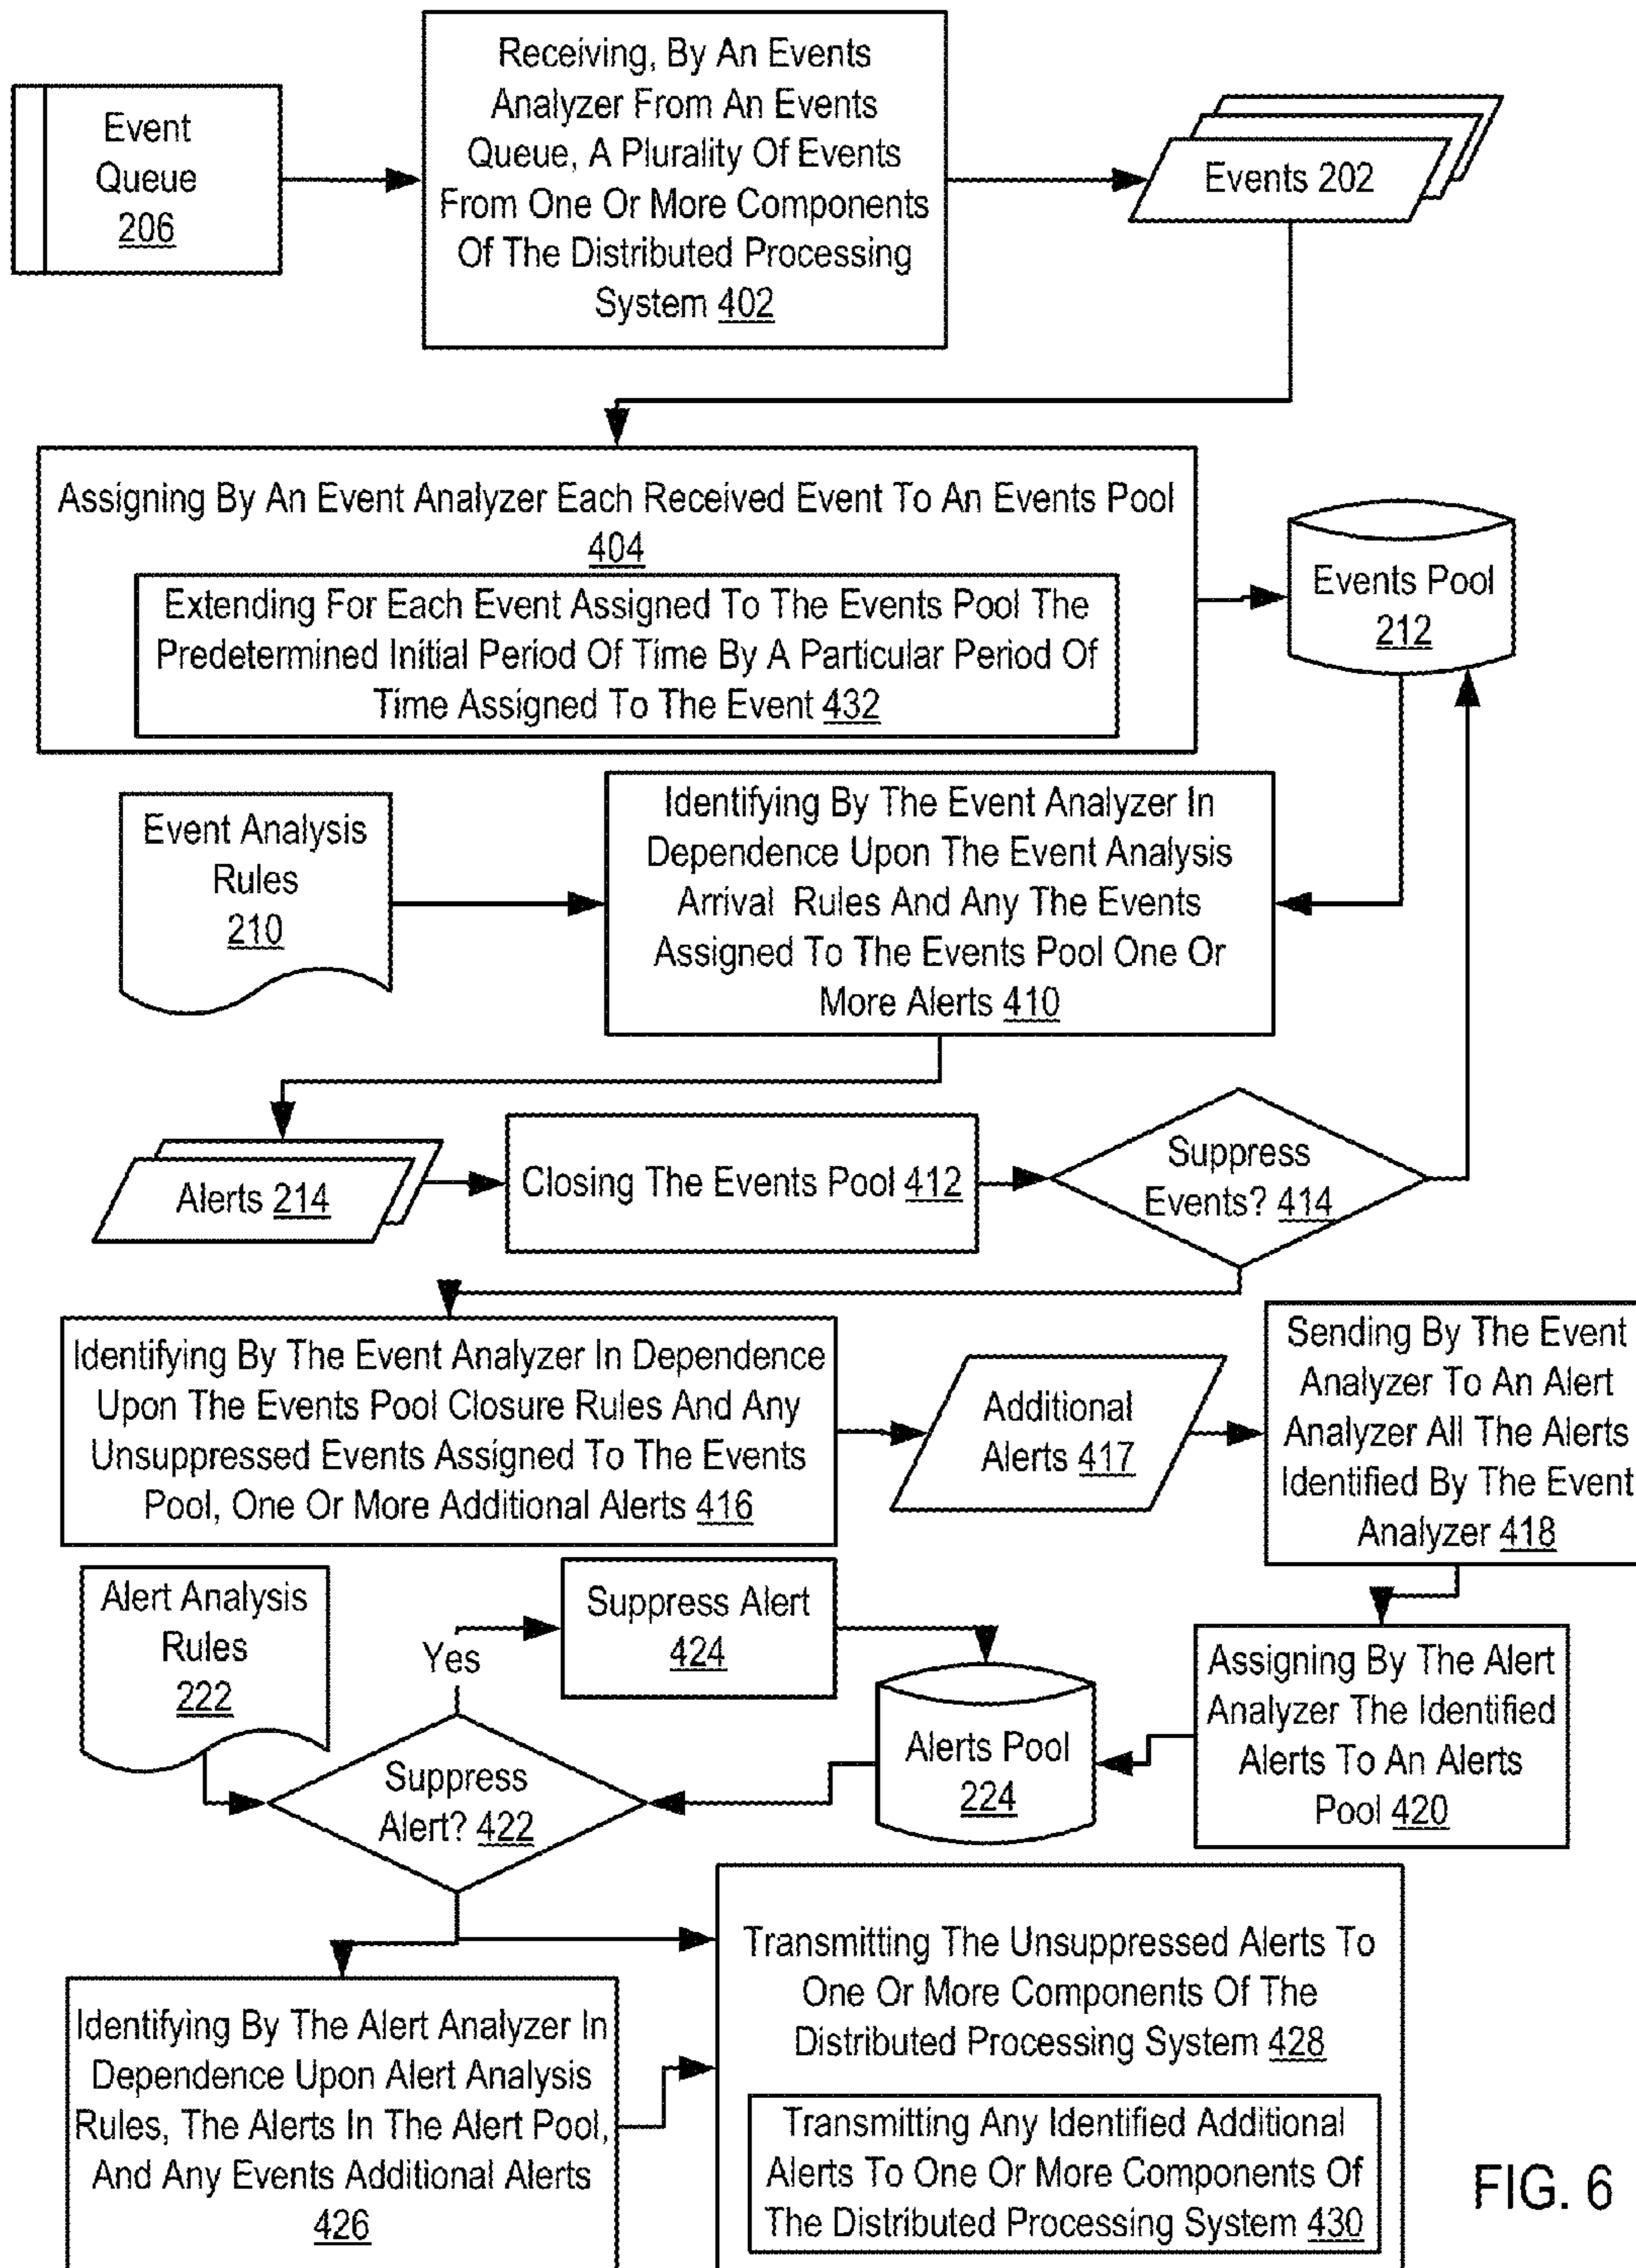 Event
Queue
206
Receiving, By An Events
Analyzer From An Events
Queue, A Plurality Of Events
From One Or More Components
Of The Distributed Processing
System 402
Events 202
Assigning By An Event Analyzer Each Received Event To An Events Pool
404
Extending For Each Event Assigned To The Events Pool The
Predetermined Initial Period Of Time By A Particular Period Of
Time Assigned To The Event 432
Events Pool
212
Event Analysis
Rules
210
Identifying By The Event Analyzer In
Dependence Upon The Event Analysis
Arrival Rules And Any The Events
Assigned To The Events Pool One Or
More Alerts 410
Alerts 214
Closing The Events Pool 412
Suppress
Events? 414
Identifying By The Event Analyzer In Dependence
Upon The Events Pool Closure Rules And Any
Unsuppressed Events Assigned To The Events
Pool, One Or More Additional Alerts 416
Additional
Alerts 417
Sending By The Event
Analyzer To An Alert
Analyzer All The Alerts
Identified By The Event
Analyzer 418
Alert Analysis
Rules
222
Yes
Suppress Alert
424
Alerts Pool
224
Assigning By The Alert
Analyzer The Identified
Alerts To An Alerts
Pool 420
Suppress
Alert? 422
Transmitting The Unsuppressed Alerts To
One Or More Components Of The
Distributed Processing System 428
Identifying By The Alert Analyzer In
Dependence Upon Alert Analysis
Rules, The Alerts In The Alert Pool,
And Any Events Additional Alerts
426
Transmitting Any Identified Additional
Alerts To One Or More Components Of
The Distributed Processing System 430
FIG. 6